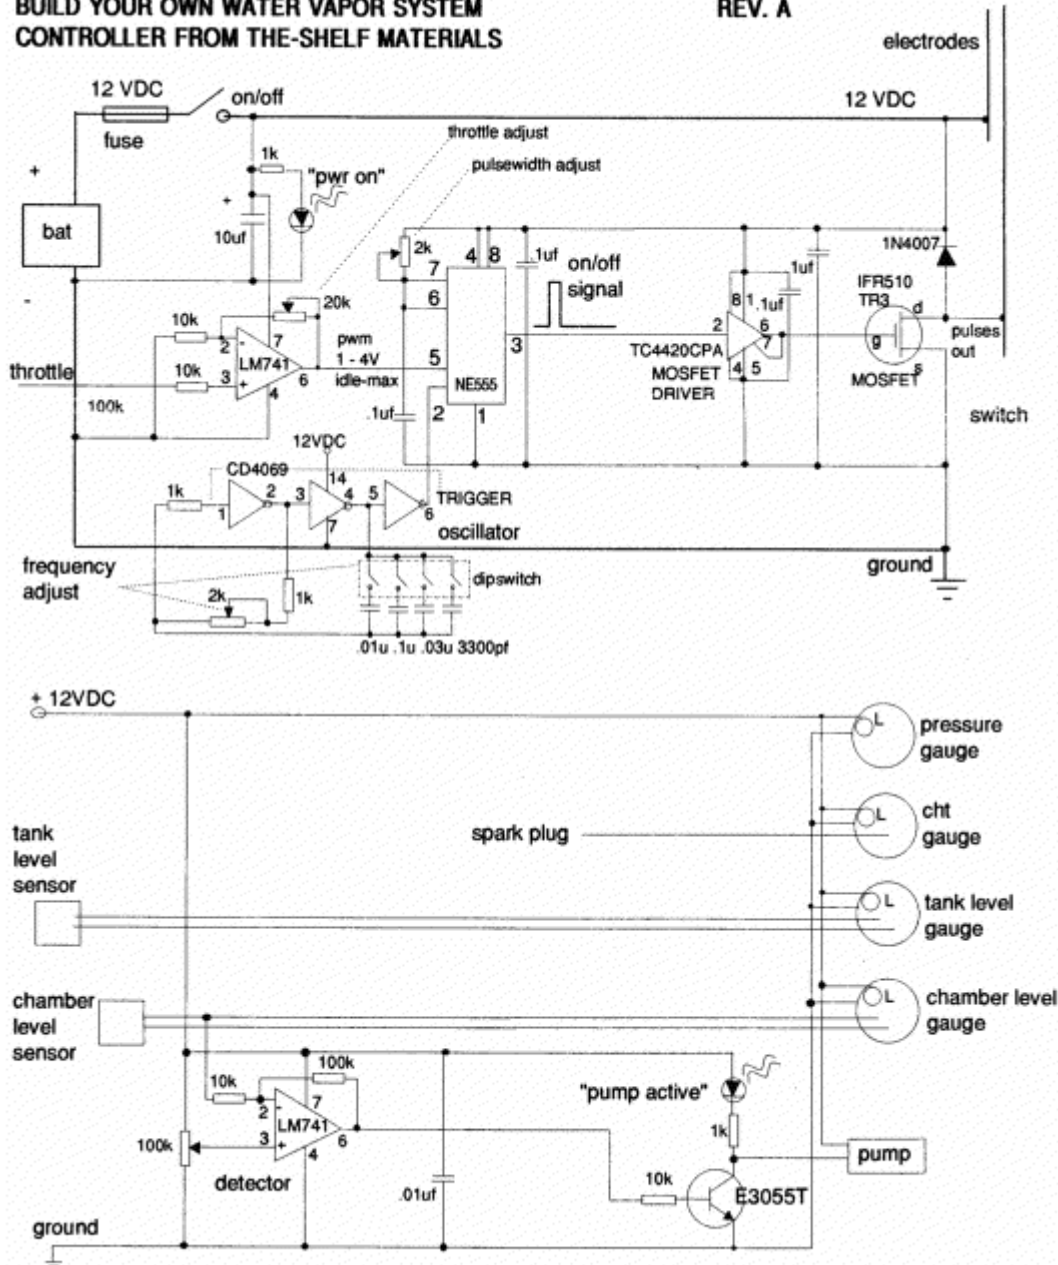 BUILD YOUR OWN WATER VAPOR SYSTEM
CONTROLLER FROM THE-SHELF MATERIALS
REV. A
electrodes
12 VDC
on/off
12 VDC
fuse
throttle adjust
1k
pulsewidth adjust
"pwr on"
+
+
bat
10uf
-
2k
4 8
7
.1uf
on/off
signal
1uf
1N4007
6
IFR510
TR3
d
20k
10k
8 1
.1uf
2
7
pwm
1 - 4V
idle-max
5
3
2
6
7
g
pulses
out
LM741
TC4420CPA
4 5
s
throttle
10k
3
+
6
NE555
MOSFET
DRIVER
MOSFET
4
100k
.1uf
2
1
switch
12VDC
CD4069
14
1k
2
3
4
5
TRIGGER
1
7
6
oscillator
frequency
adjust
ground
dipswitch
2k
1k
.01u .1u .03u 3300pf
+ 12VDC
L
pressure
gauge
L
cht
gauge
spark plug
tank
level
sensor
L
tank level
gauge
chamber
level
sensor
L
chamber level
gauge
100k
10k
"pump active"
2
-
7
LM741
1k
100k
3
+
6
4
pump
detector
.01uf
10k
E3055T
ground